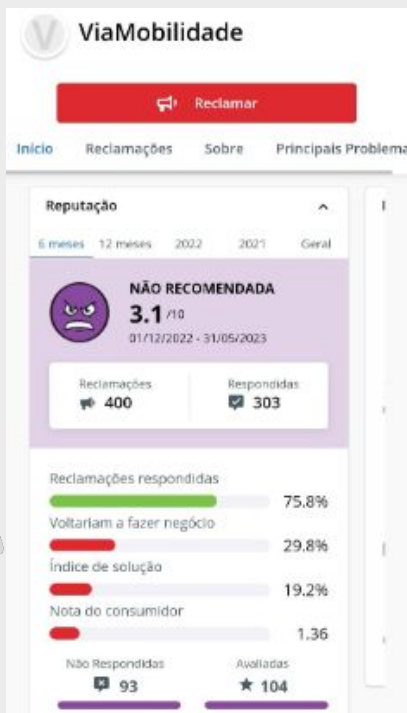 V ViaMobilidade
Reclamar
Início Reclamações Sobre Principais Problema
Reputação
6 meses 12 meses 2022 2021 Geral
NÃO RECOMENDADA
3.1 /10
01/12/2022 - 31/05/2023
Reclamações Respondidas
400 303
Reclamações respondidas
75.8%
Voltariam a fazer negócio
29.8%
Índice de solução
19.2%
Nota do consumidor
1.36
Não Respondidas Avaliadas
93 104